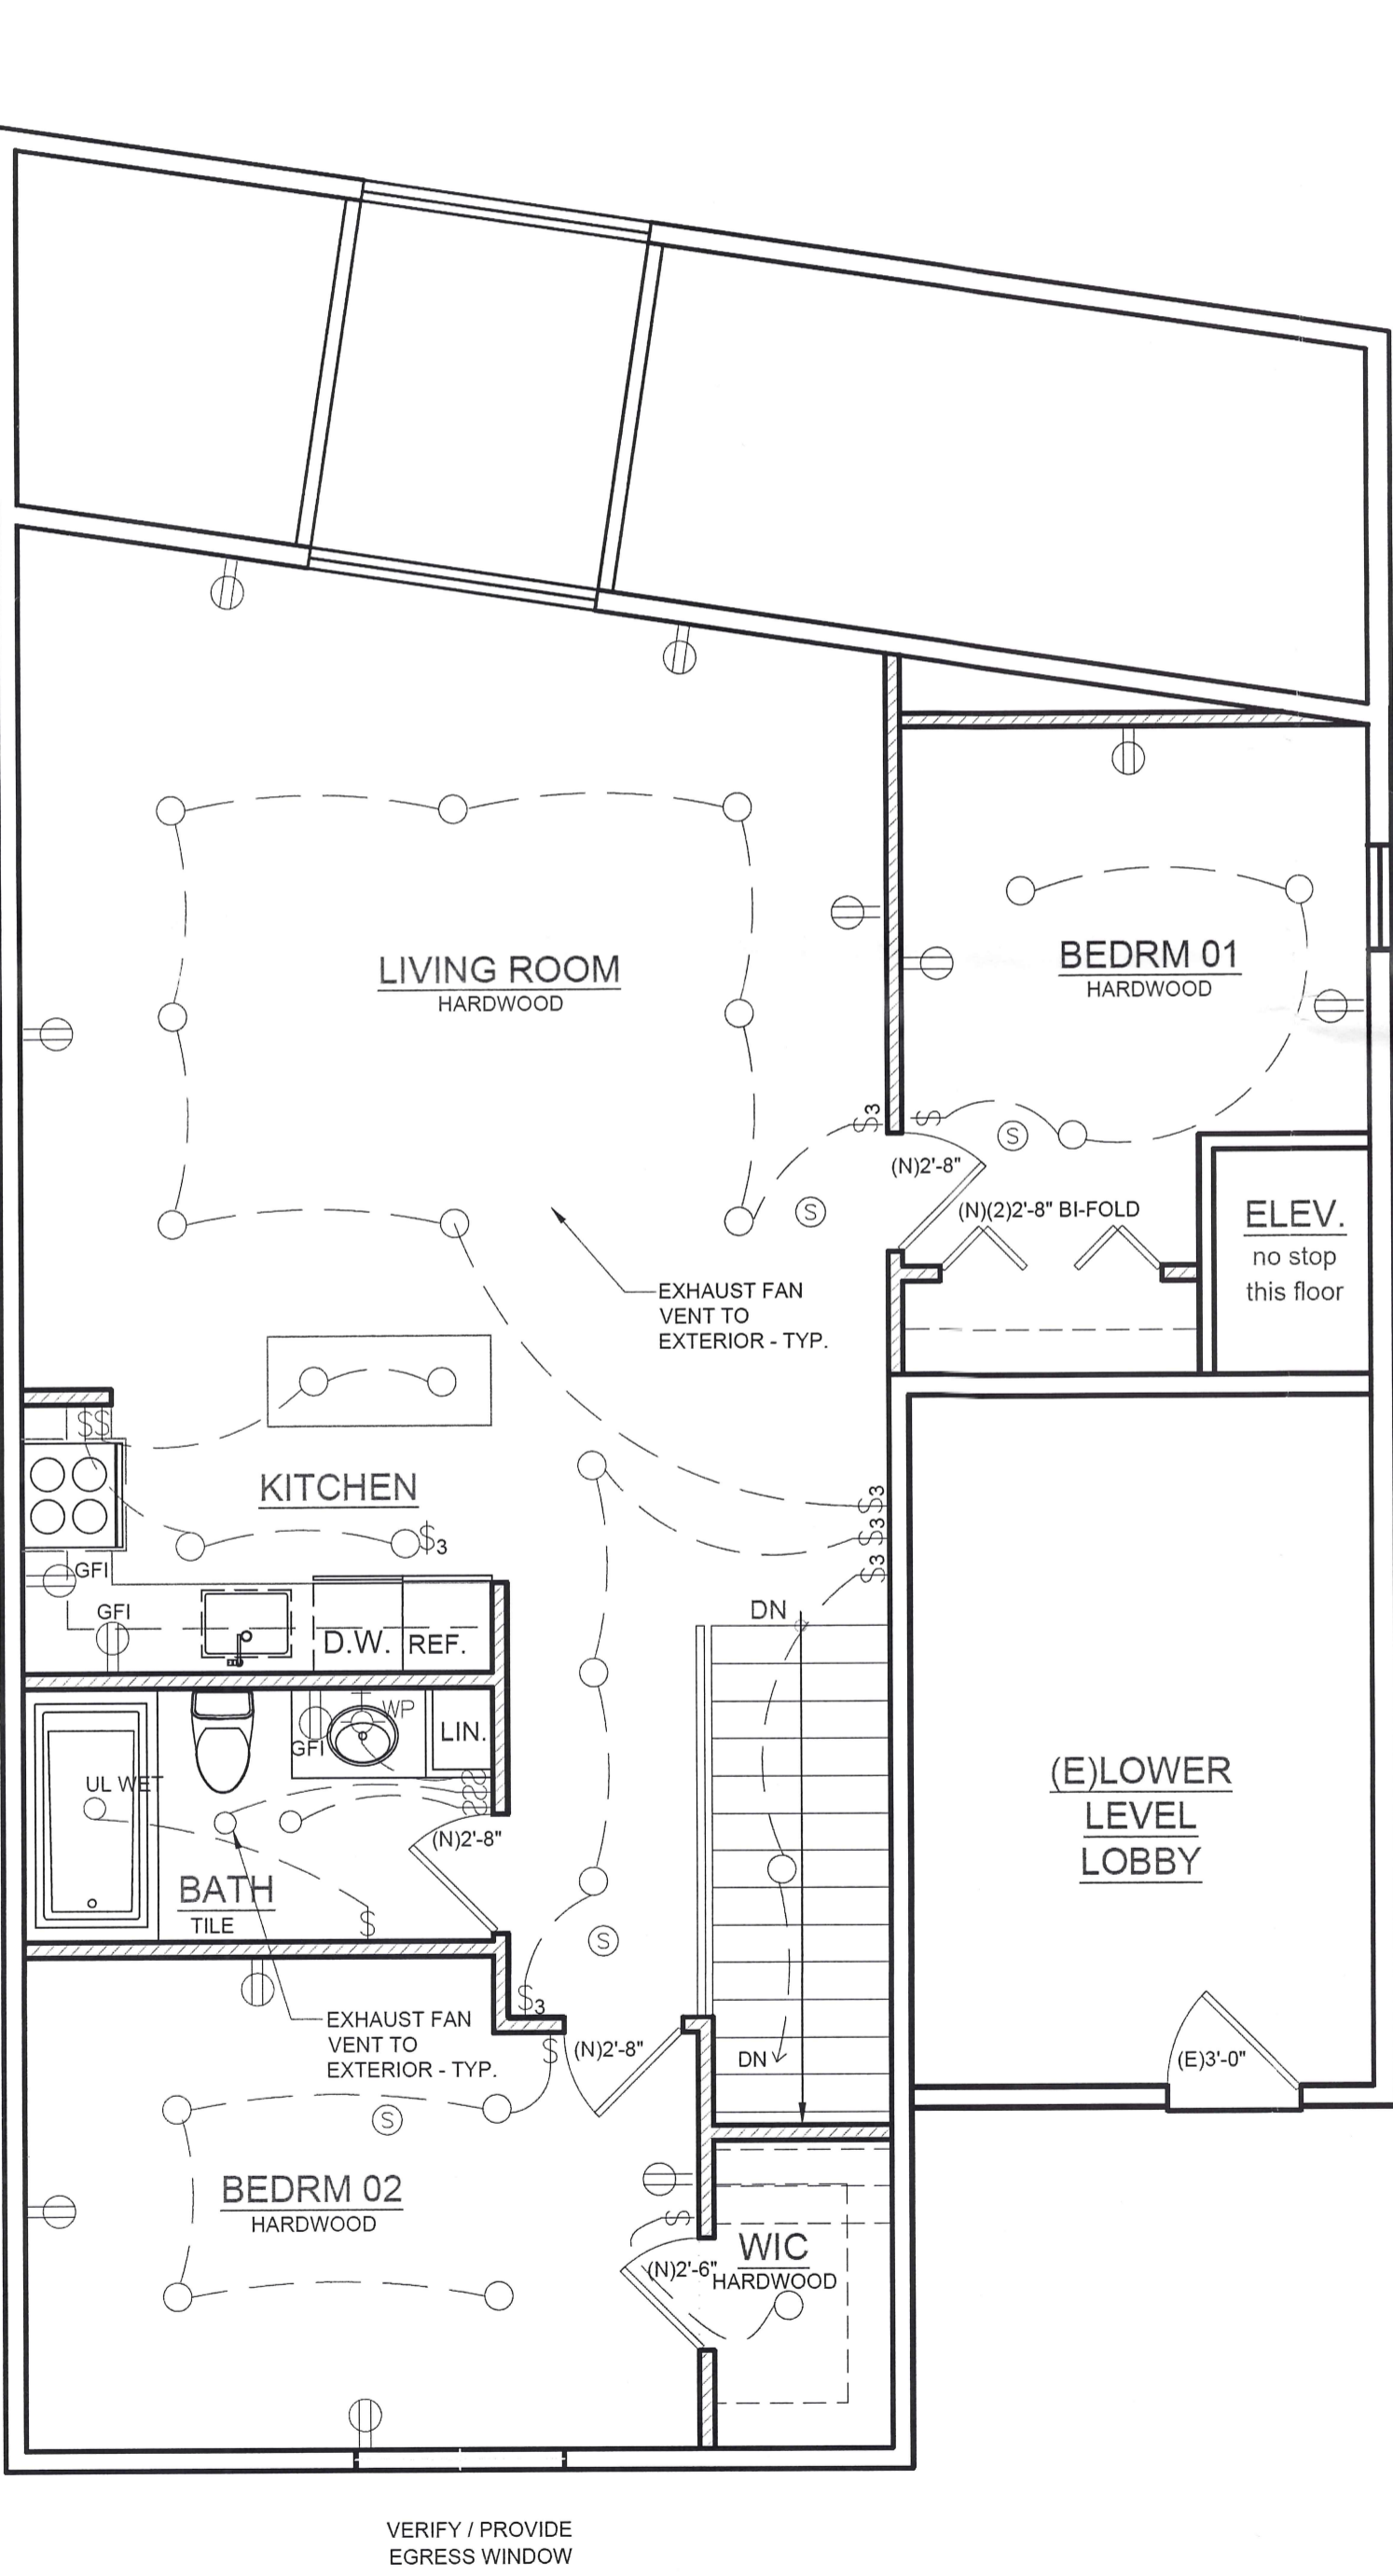 LIVING ROOM
HARDWOOD
BEDRM 01
HARDWOOD
$3
$
S
S
(N)2'-8"
(N)(2)2'-8" BI-FOLD
ELEV.
no stop
this floor
EXHAUST FAN
VENT TO
EXTERIOR - TYP.
$$
KITCHEN
$3
$3
$3
$3
GFI
GFI
DN
D.W.
REF.
WP
GFI
LIN.
UL WET
$$$
(N)2'-8"
BATH
TILE
$
S
(E)LOWER
LEVEL
LOBBY
$3
EXHAUST FAN
VENT TO
EXTERIOR - TYP.
$
(N)2'-8"
DN
(E)3'-0"
S
BEDRM 02
HARDWOOD
$
WIC
HARDWOOD
(N)2'-6"
VERIFY / PROVIDE
EGRESS WINDOW